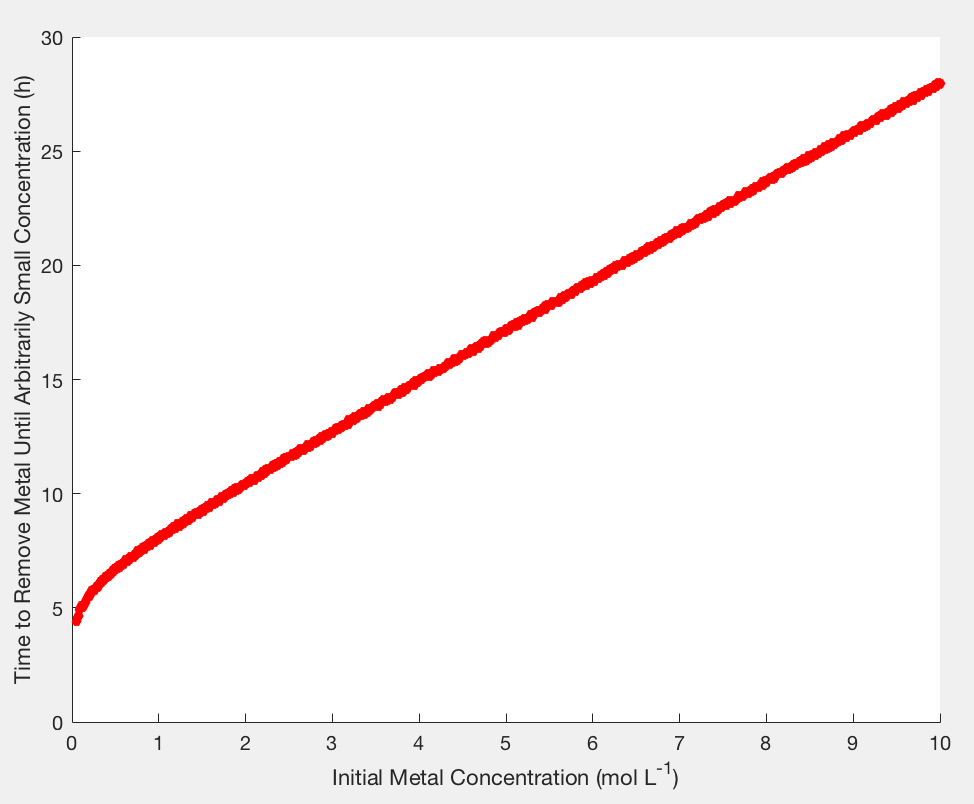 Time to Remove Metal Until Arbitrarily Small Concentration (h)
30
25
20
15
10
5
0
0 1 2 3 4 5 6 7 8 9 10
Initial Metal Concentration (mol L-1)